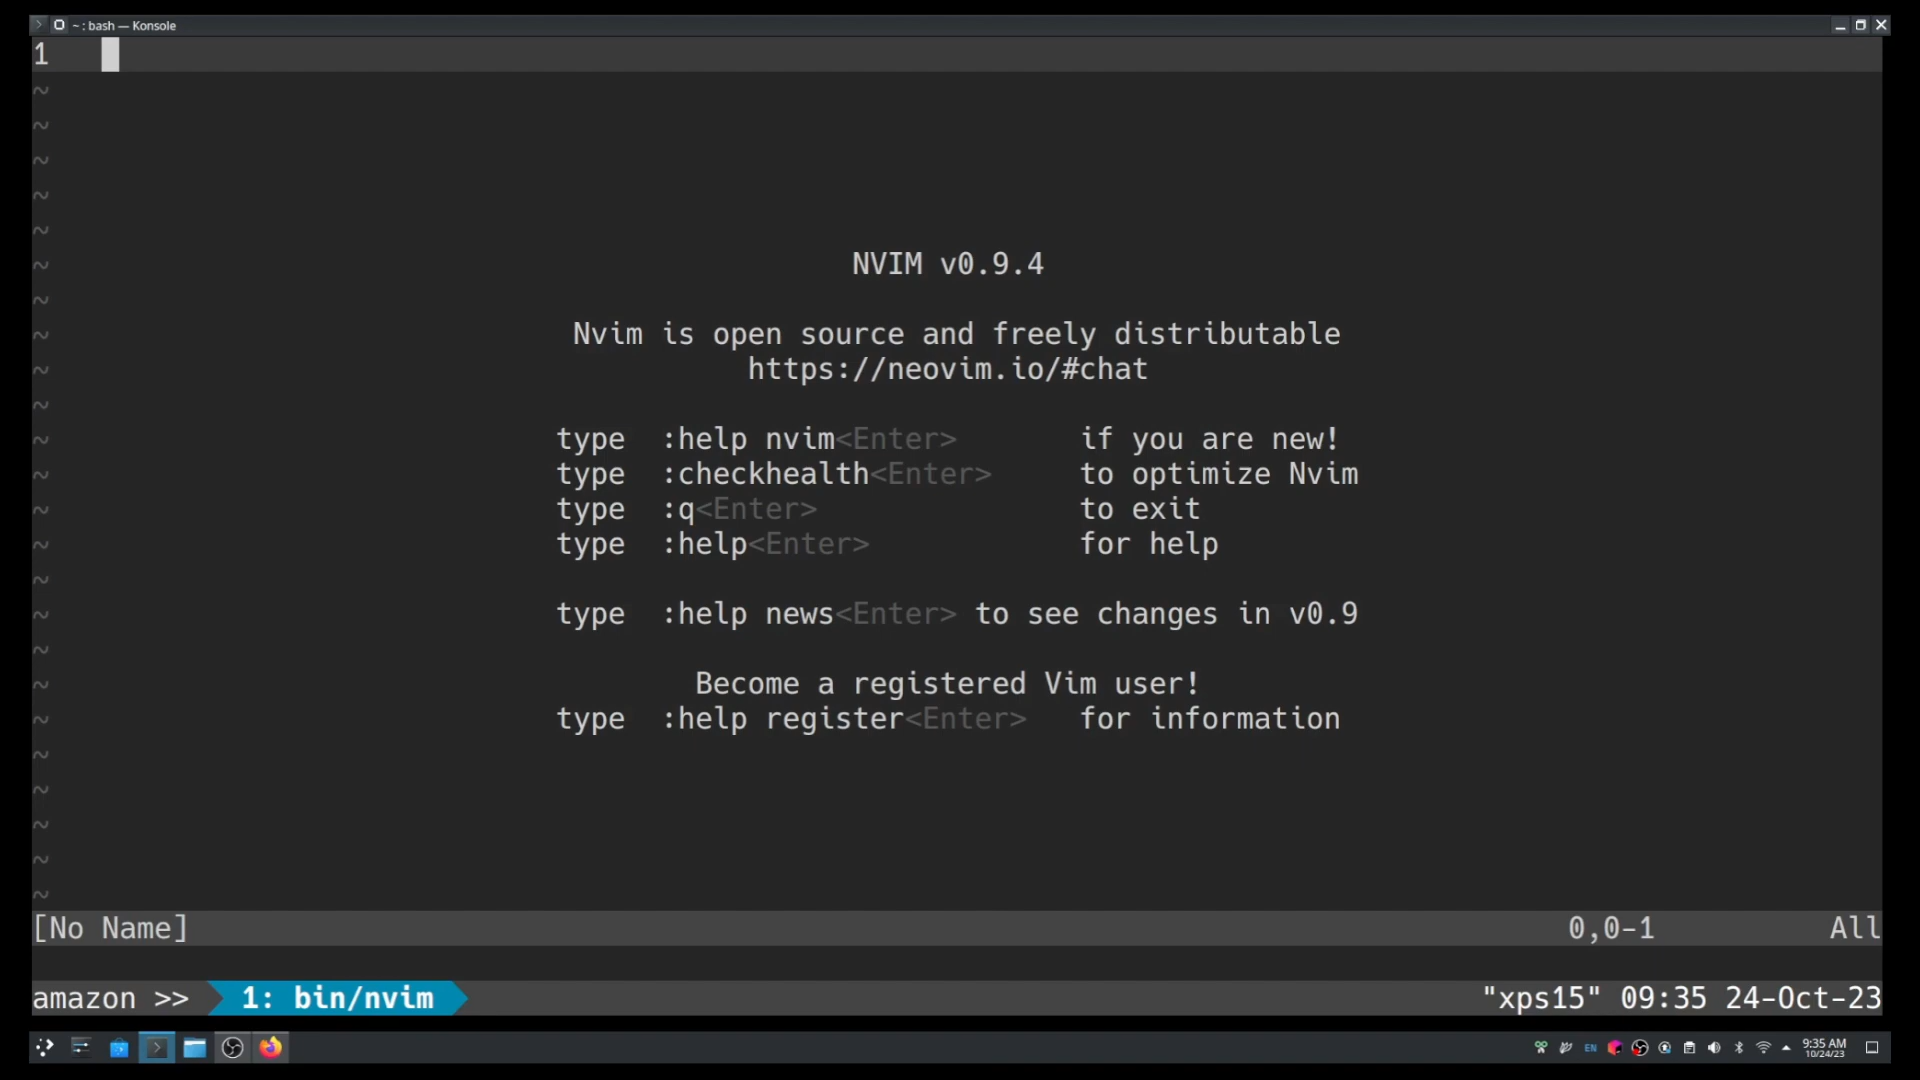 ~ : bash — Konsole
1
~
~
~
~
~
~
NVIM v0.9.4
~
~
Nvim is open source and freely distributable
~
https://neovim.io/#chat
~
~
type :help nvim<Enter> if you are new!
~
type :checkhealth<Enter> to optimize Nvim
~
type :q<Enter> to exit
~
type :help<Enter> for help
~
~
type :help news<Enter> to see changes in v0.9
~
~
Become a registered Vim user!
~
type :help register<Enter> for information
~
~
~
~
~
[No Name] 0,0-1 All
amazon >> 1: bin/nvim "xps15" 09:35 24-Oct-23
EN 9:35 AM
10/24/23